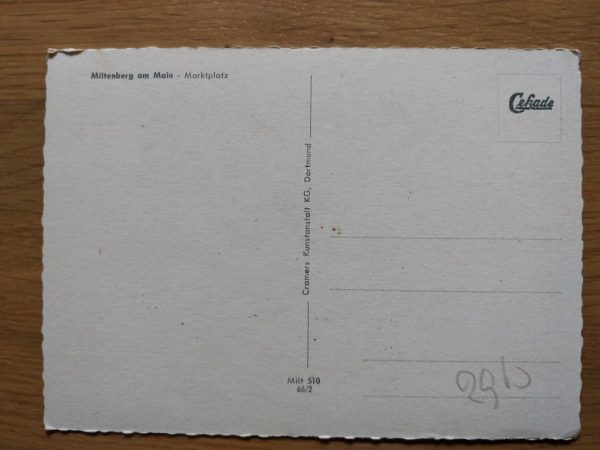 Miltenberg am Main - Marktplatz
Cekade
Cramers Kunstanstalt KG, Dortmund
Milt 510
66/2